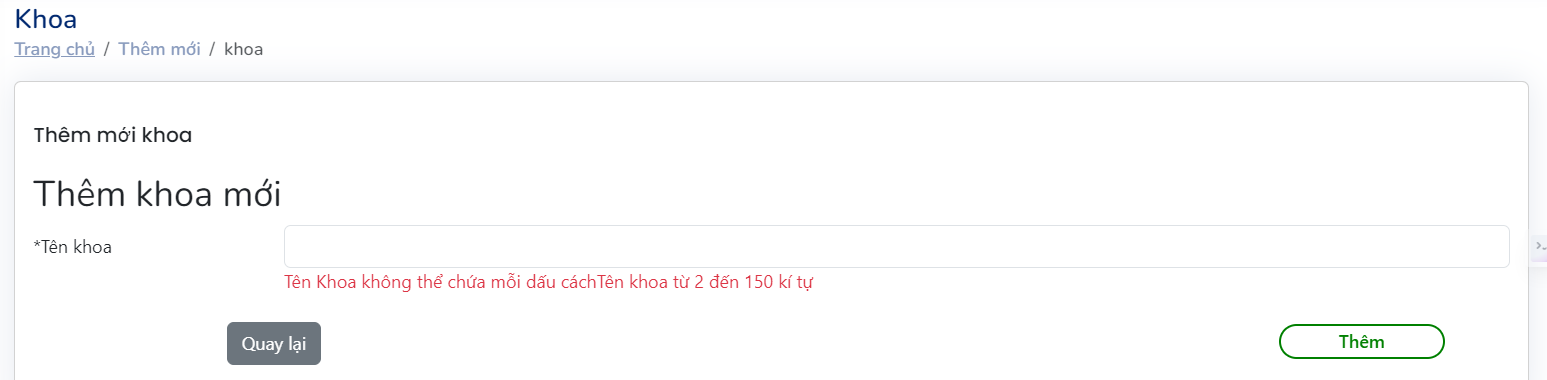 Khoa
Trang chủ / Thêm mới / khoa
Thêm mới khoa
Thêm khoa mới
*Tên khoa
Tên Khoa không thể chứa mỗi dấu cáchTên khoa từ 2 đến 150 kí tự
Quay lại
Thêm